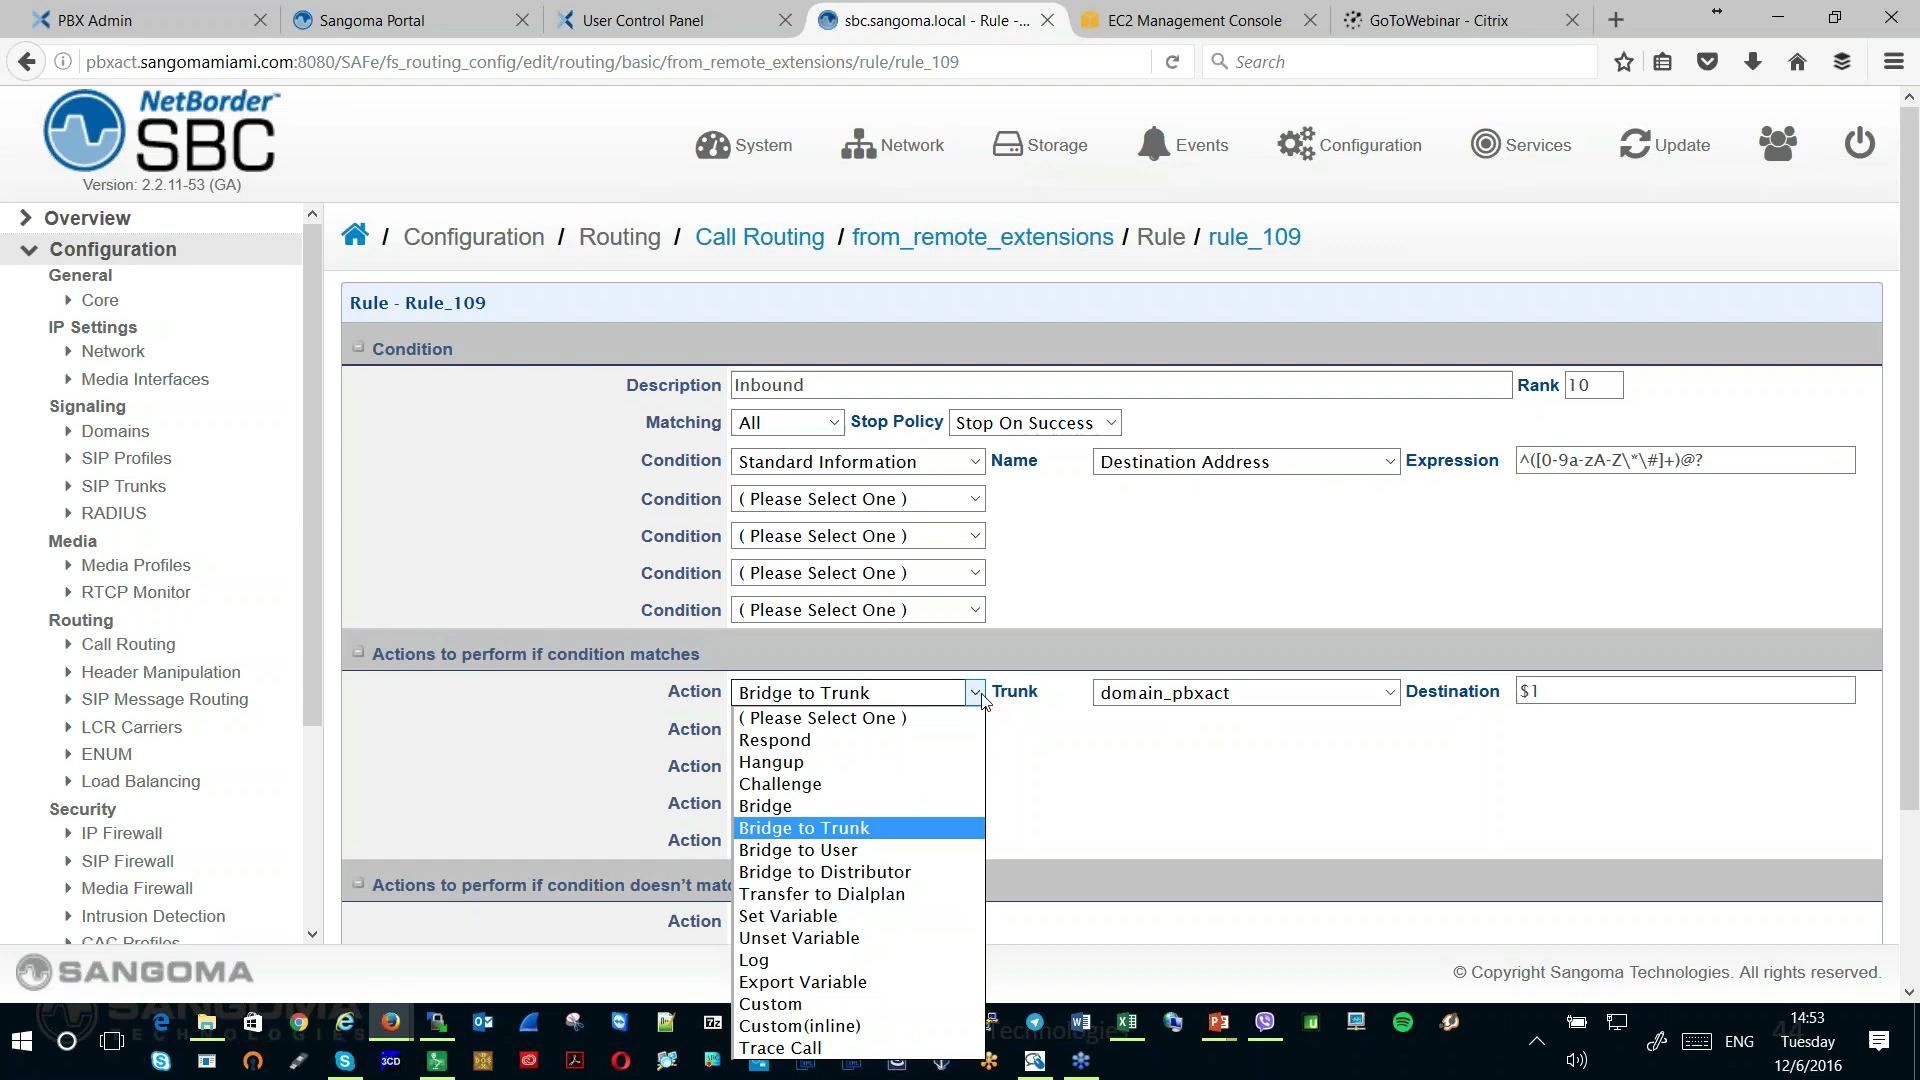 PBX Admin
Sangoma Portal
User Control Panel
sbc.sangoma.local - Rule -...
EC2 Management Console
GoToWebinar - Citrix
pbxact.sangomamiami.com:8080/SAFe/fs_routing_config/edit/routing/basic/from_remote_extensions/rule/rule_109
Search
NetBorder™
SBC
Version: 2.2.11-53 (GA)
System
Network
Storage
Events
Configuration
Services
Update
Overview
Configuration
General
Core
IP Settings
Network
Media Interfaces
Signaling
Domains
SIP Profiles
SIP Trunks
RADIUS
Media
Media Profiles
RTCP Monitor
Routing
Call Routing
Header Manipulation
SIP Message Routing
LCR Carriers
ENUM
Load Balancing
Security
IP Firewall
SIP Firewall
Media Firewall
Intrusion Detection
CAC Profiles
/ Configuration / Routing / Call Routing / from_remote_extensions / Rule / rule_109
Rule - Rule_109
Condition
Description Inbound Rank 10
Matching All Stop Policy Stop On Success
Condition Standard Information Name Destination Address Expression ^([0-9a-zA-Z\*\#]+)@?
Condition ( Please Select One )
Condition ( Please Select One )
Condition ( Please Select One )
Condition ( Please Select One )
Actions to perform if condition matches
Action Bridge to Trunk Trunk domain_pbxact Destination $1
Action
Action
Action
Action
( Please Select One )
Respond
Hangup
Challenge
Bridge
Bridge to Trunk
Bridge to User
Bridge to Distributor
Transfer to Dialplan
Set Variable
Unset Variable
Log
Export Variable
Custom
Custom(inline)
Trace Call
Actions to perform if condition doesn't mat
Action
SANGOMA
© Copyright Sangoma Technologies. All rights reserved.
ENG
14:53
Tuesday
12/6/2016